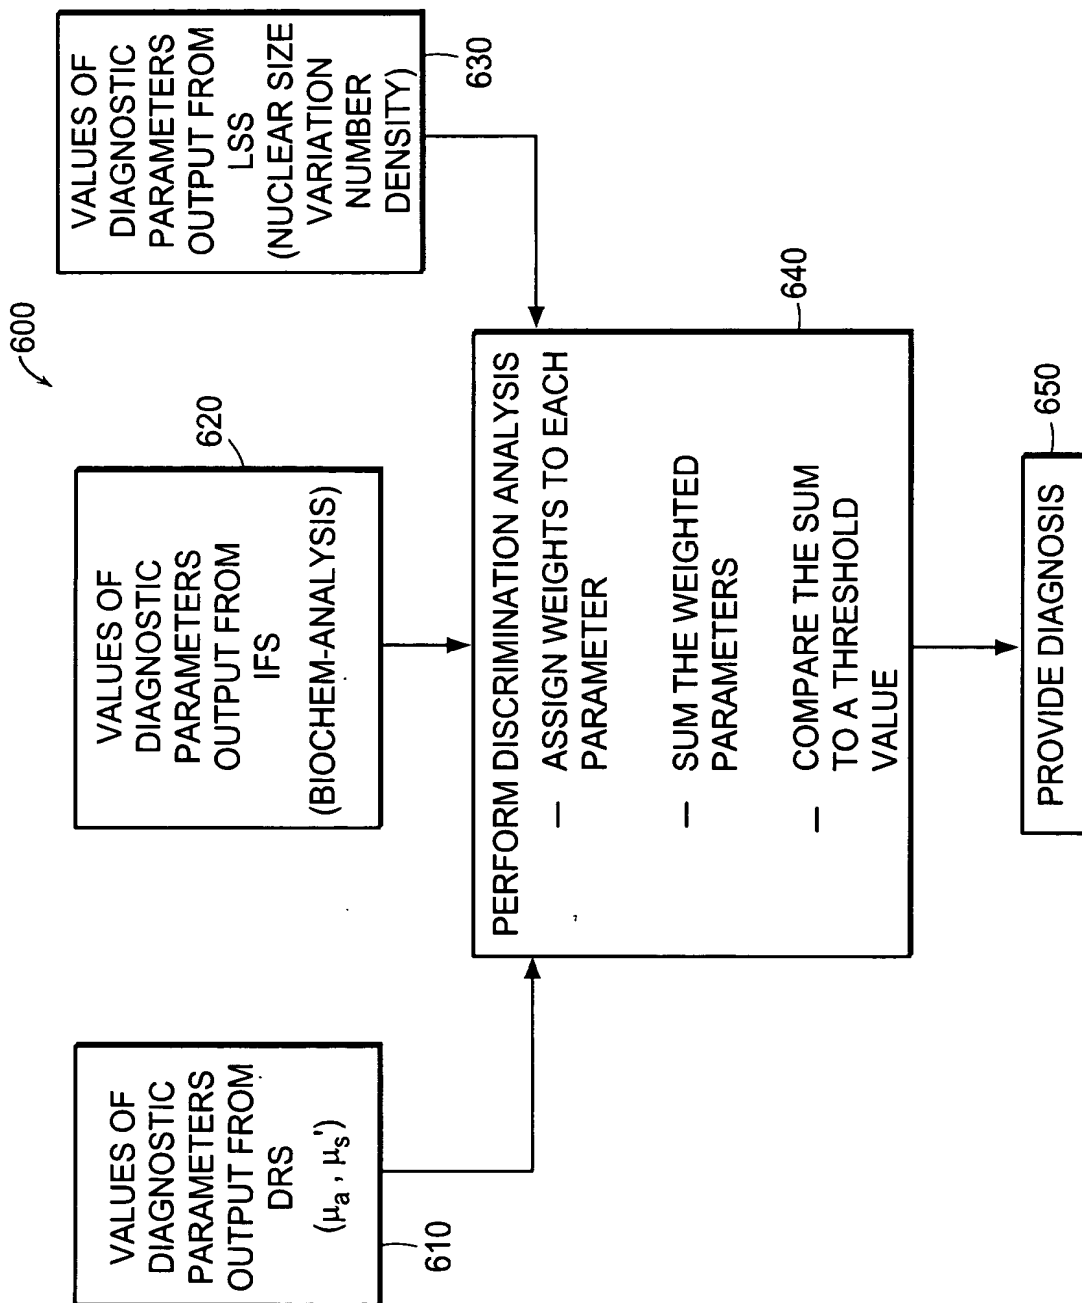 600
VALUES OF
DIAGNOSTIC
PARAMETERS
OUTPUT FROM
DRS
(μa , μs')
610
VALUES OF
DIAGNOSTIC
PARAMETERS
OUTPUT FROM
IFS
(BIOCHEM-ANALYSIS)
620
VALUES OF
DIAGNOSTIC
PARAMETERS
OUTPUT FROM
LSS
(NUCLEAR SIZE
VARIATION
NUMBER
DENSITY)
630
PERFORM DISCRIMINATION ANALYSIS
— ASSIGN WEIGHTS TO EACH
PARAMETER
— SUM THE WEIGHTED
PARAMETERS
— COMPARE THE SUM
TO A THRESHOLD
VALUE
640
PROVIDE DIAGNOSIS
650